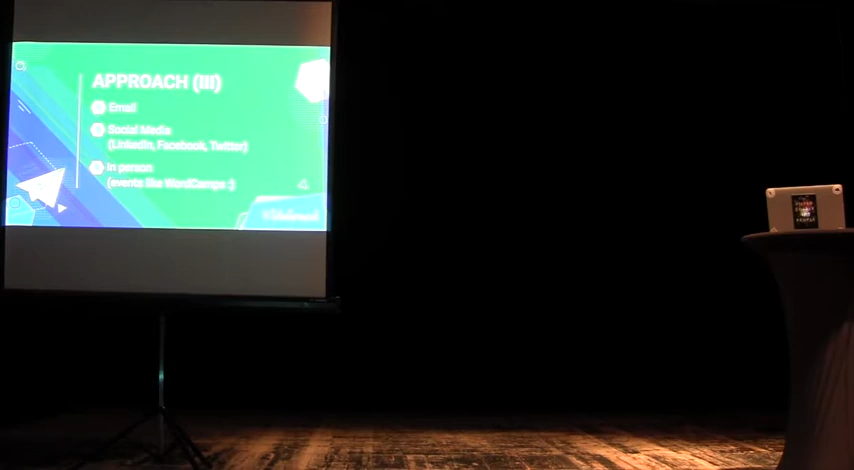 APPROACH (III)
Email
Social Media
(LinkedIn, Facebook, Twitter)
In person
(events like WordCamps :)